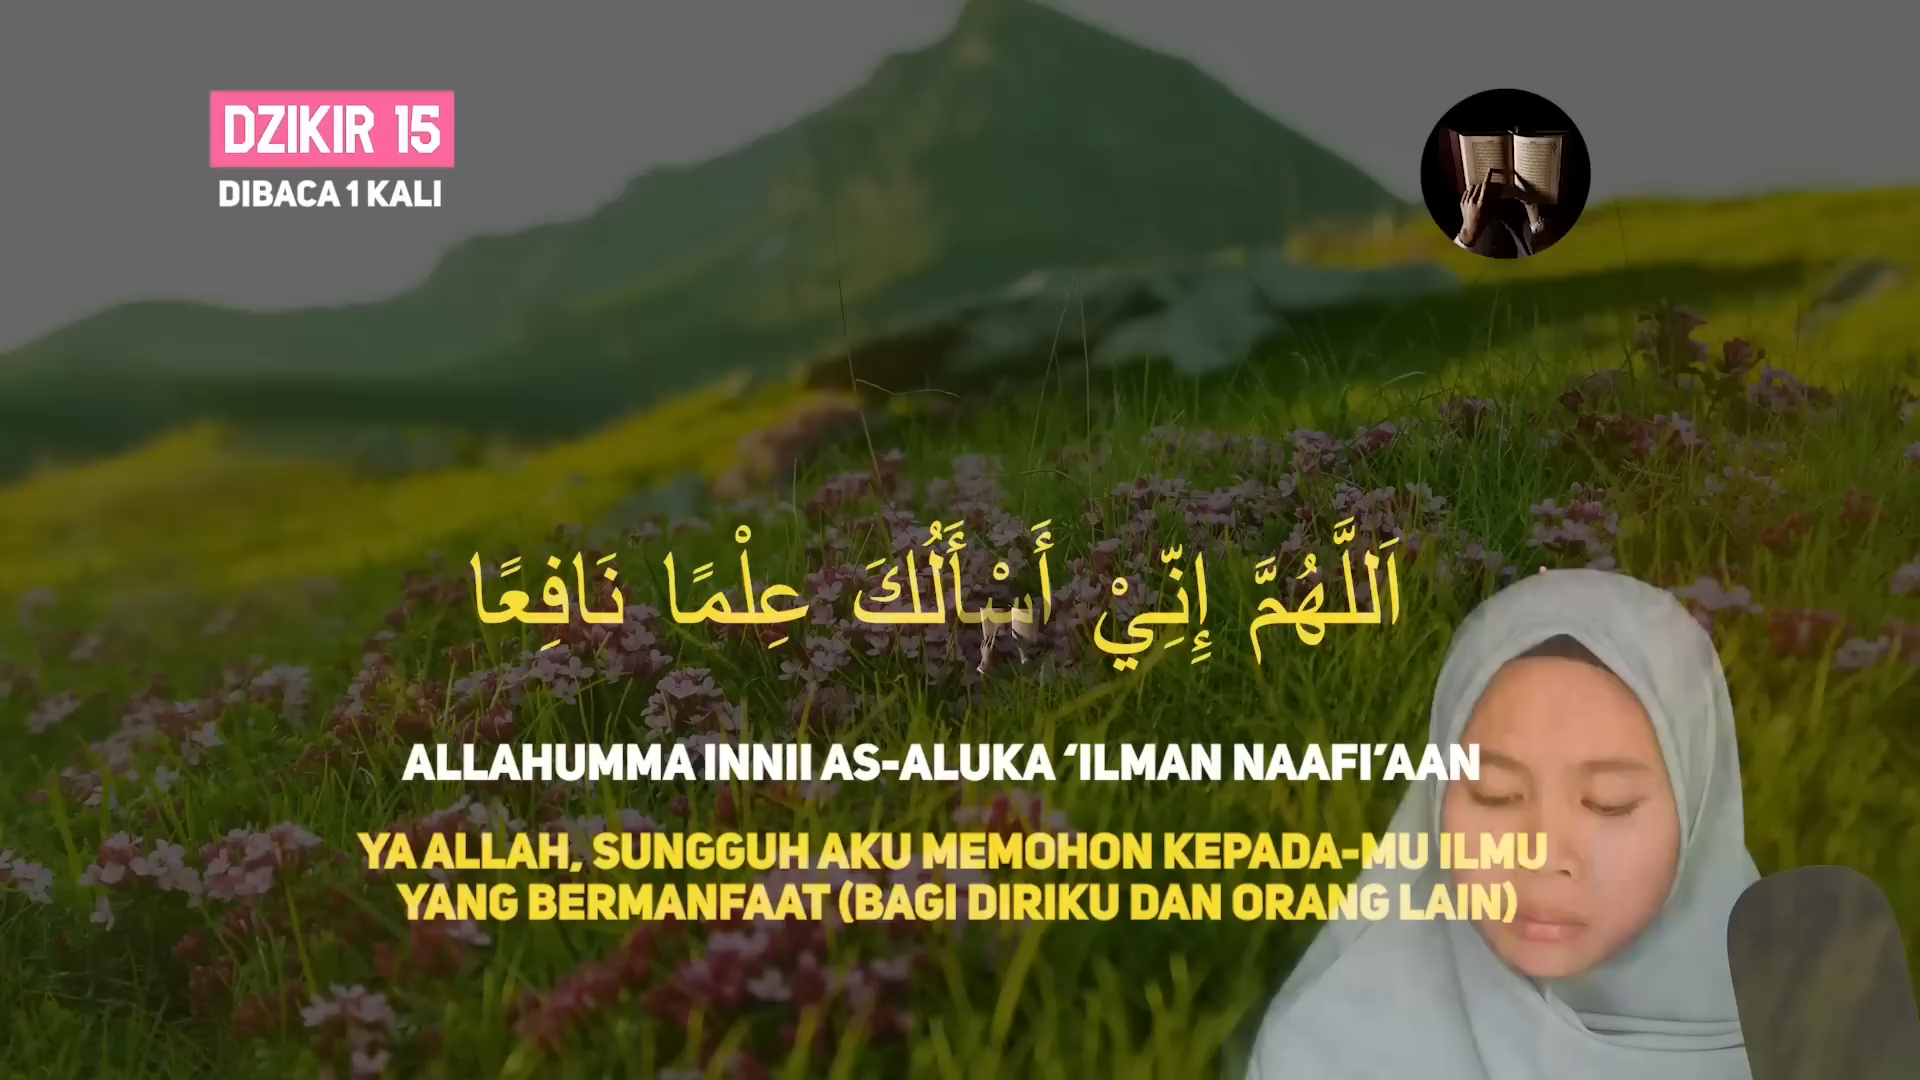 DZIKIR 15
DIBACA 1 KALI
اَللَّهُمَّ إِنِّيْ أَسْأَلُكَ عِلْمًا نَافِعًا
ALLAHUMMA INNII AS-ALUKA ‘ILMAN NAAFI’AAN
YA ALLAH, SUNGGUH AKU MEMOHON KEPADA-MU ILMU
YANG BERMANFAAT (BAGI DIRIKU DAN ORANG LAIN)